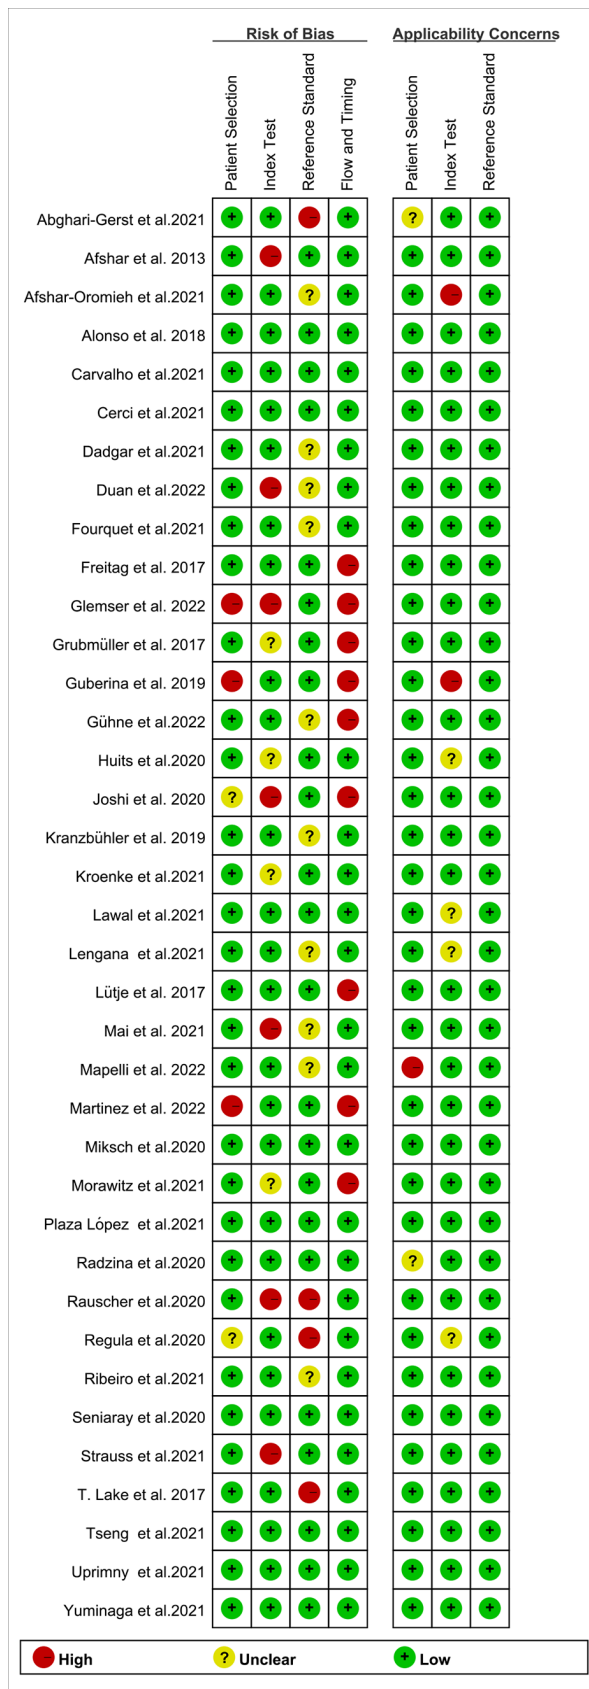 Risk of Bias Applicability Concerns
Patient Selection Index Test Reference Standard Flow and Timing Patient Selection Index Test Reference Standard
Abghari-Gerst et al.2021 + + - + ? + +
Afshar et al. 2013 + - + + + + +
Afshar-Oromieh et al.2021 + + ? + + - +
Alonso et al. 2018 + + + + + + +
Carvalho et al.2021 + + + + + + +
Cerci et al.2021 + + + + + + +
Dadgar et al.2021 + + ? + + + +
Duan et al.2022 + - ? + + + +
Fourquet et al.2021 + + ? + + + +
Freitag et al. 2017 + + + - + + +
Glemser et al. 2022 - - + - + + +
Grubmüller et al. 2017 + ? + - + + +
Guberina et al. 2019 - + + - + - +
Gühne et al.2022 + + ? - + + +
Huits et al.2020 + ? + + + ? +
Joshi et al. 2020 ? - + - + + +
Kranzbühler et al. 2019 + + ? + + + +
Kroenke et al.2021 + ? + + + + +
Lawal et al.2021 + + + + + ? +
Lengana  et al.2021 + + ? + + ? +
Lütje et al. 2017 + + + - + + +
Mai et al. 2021 + - ? + + + +
Mapelli et al. 2022 + + ? + - + +
Martinez et al. 2022 - + + - + + +
Miksch et al.2020 + + + + + + +
Morawitz et al.2021 + ? + - + + +
Plaza López  et al.2021 + + + + + + +
Radzina et al.2020 + + + + ? + +
Rauscher et al.2020 + - - + + + +
Regula et al.2020 ? + - + + ? +
Ribeiro et al.2021 + + ? + + + +
Seniaray et al.2020 + + + + + + +
Strauss et al.2021 + - + + + + +
T. Lake et al. 2017 + + - + + + +
Tseng  et al.2021 + + + + + + +
Uprimny  et al.2021 + + + + + + +
Yuminaga et al.2021 + + + + + + +
- High ? Unclear + Low